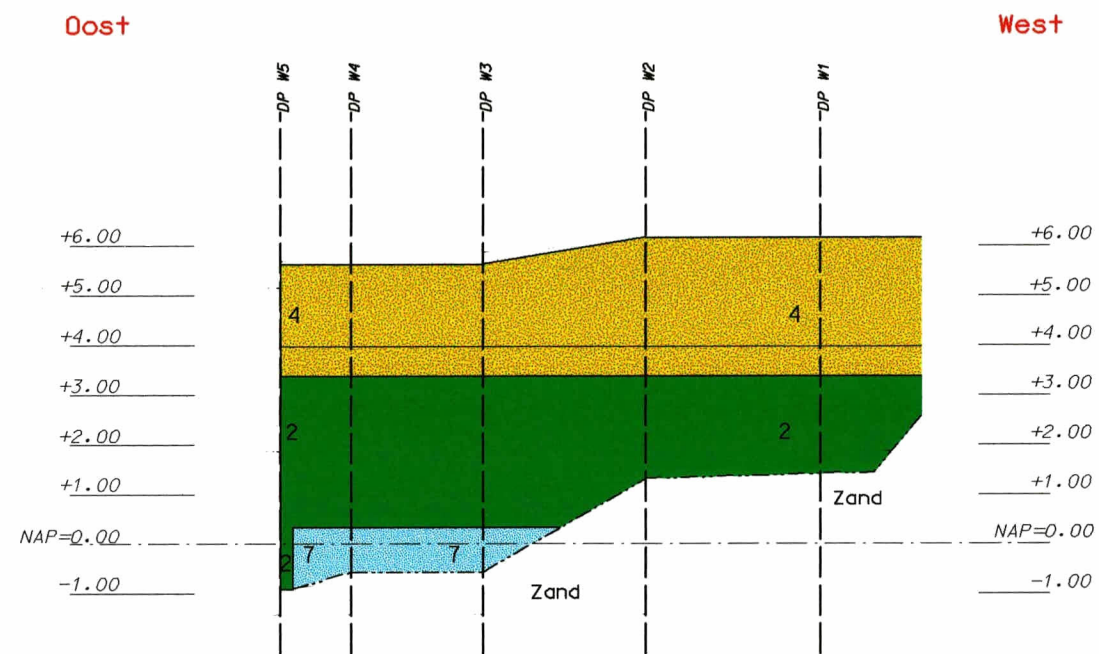 Oost
West
DP W5
DP W4
DP W3
DP W2
DP W1
+6.00
+6.00
+5.00
+5.00
4
4
+4.00
+4.00
+3.00
+3.00
2
2
+2.00
+2.00
+1.00
+1.00
Zand
NAP=0.00
NAP=0.00
7
7
2
-1.00
-1.00
Zand